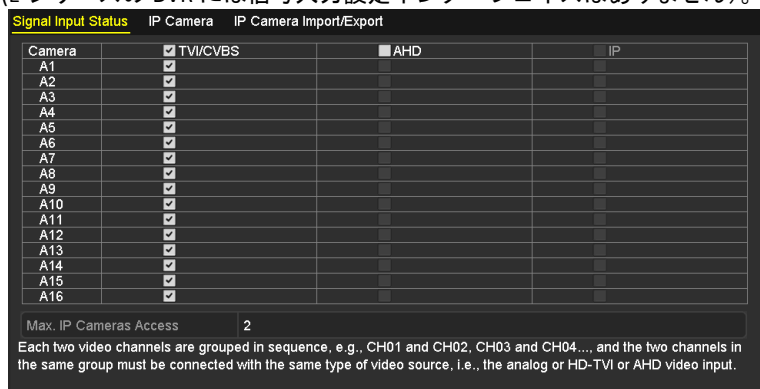 Signal Input Status IP Camera IP Camera Import/Export
Camera TVI/CVBS AHD IP
A1
A2
A3
A4
A5
A6
A7
A8
A9
A10
A11
A12
A13
A14
A15
A16
Max. IP Cameras Access 2
Each two video channels are grouped in sequence, e.g., CH01 and CH02, CH03 and CH04..., and the two channels in
the same group must be connected with the same type of video source, i.e., the analog or HD-TVI or AHD video input.